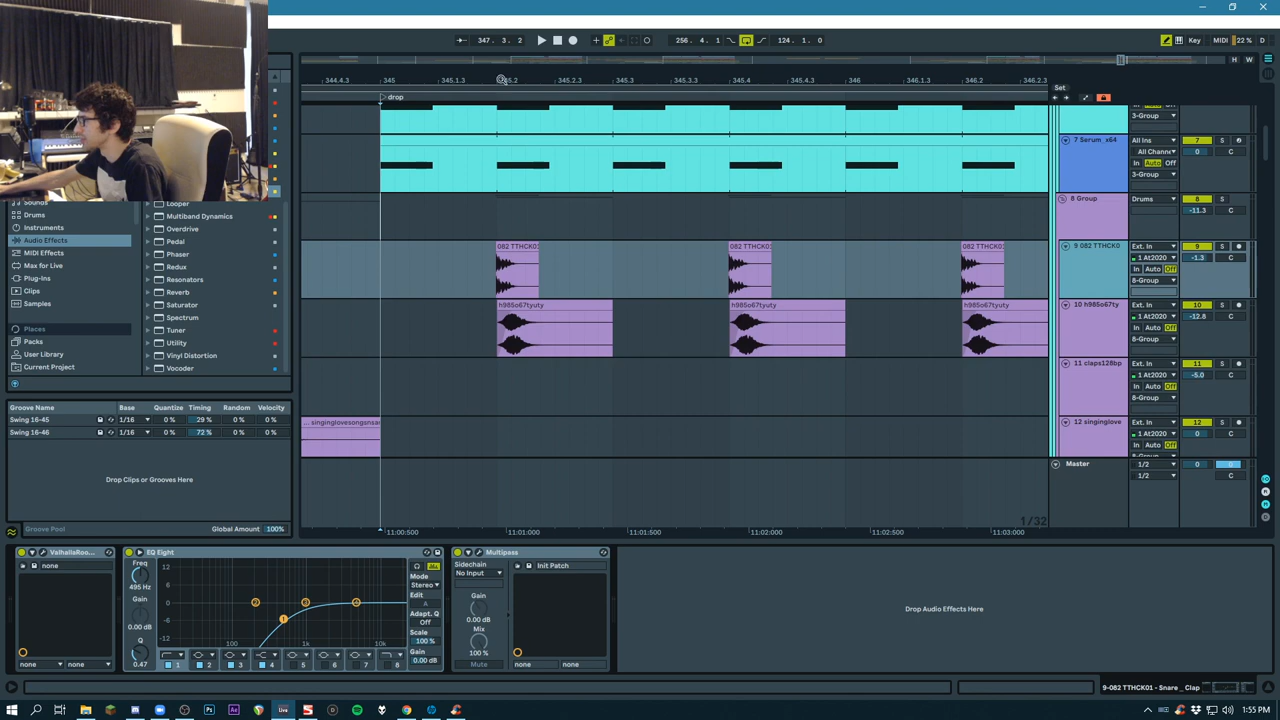 347. 3. 2
256. 4. 1
124. 1. 0
Key
MIDI
22 %
D
H
W
344.4.3
345
345.1.3
345.2
345.2.3
345.3
345.3.3
345.4
345.4.3
346
346.1.3
346.2
346.2.3
drop
Set
3-Group
7 Serum_x64
All Ins
7
S
All Channe
0
C
In Auto Off
3-Group
8 Group
Drums
8
S
-11.3
082 TTHCK01
082 TTHCK01
082 TTHCK01
9 082 TTHCK0
Ext. In
9
S
1 At2020
-1.3
C
In Auto Off
8-Group
h985o67tyuty
h985o67tyuty
h985o67tyuty
10 h985o67ty
Ext. In
10
S
1 At2020
-12.8
C
In Auto Off
8-Group
11 claps128bp
Ext. In
11
S
1 At2020
-5.0
C
In Auto Off
8-Group
... singinglovesongsnsa
12 singinglove
Ext. In
12
S
1 At2020
0
C
In Auto Off
Master
1/2
0
1/2
C
1/32
11:00:500
11:01:000
11:01:500
11:02:000
11:02:500
11:03:000
Sounds
Drums
Instruments
Audio Effects
MIDI Effects
Max for Live
Plug-Ins
Clips
Samples
Places
Packs
User Library
Current Project
Looper
Multiband Dynamics
Overdrive
Pedal
Phaser
Redux
Resonators
Reverb
Saturator
Spectrum
Tuner
Utility
Vinyl Distortion
Vocoder
Groove Name Base Quantize Timing Random Velocity
Swing 16-45 1/16 0 % 29 % 0 % 0 %
Swing 16-46 1/16 0 % 72 % 0 % 0 %
Drop Clips or Grooves Here
Groove Pool
Global Amount 100%
ValhallaRoo...
none
none
none
EQ Eight
Freq
495 Hz
Gain
0.00 dB
Q
0.47
12
6
0
-6
-12
100
1k
10k
1
2
3
4
5
6
7
8
Mode
Stereo
Edit
A
Adapt. Q
Off
Scale
100 %
Gain
0.00 dB
Multipass
Sidechain
No Input
Gain
0.00 dB
Mix
100 %
Mute
Init Patch
none
none
Drop Audio Effects Here
9-082 TTHCK01 - Snare _ Clap
1:55 PM